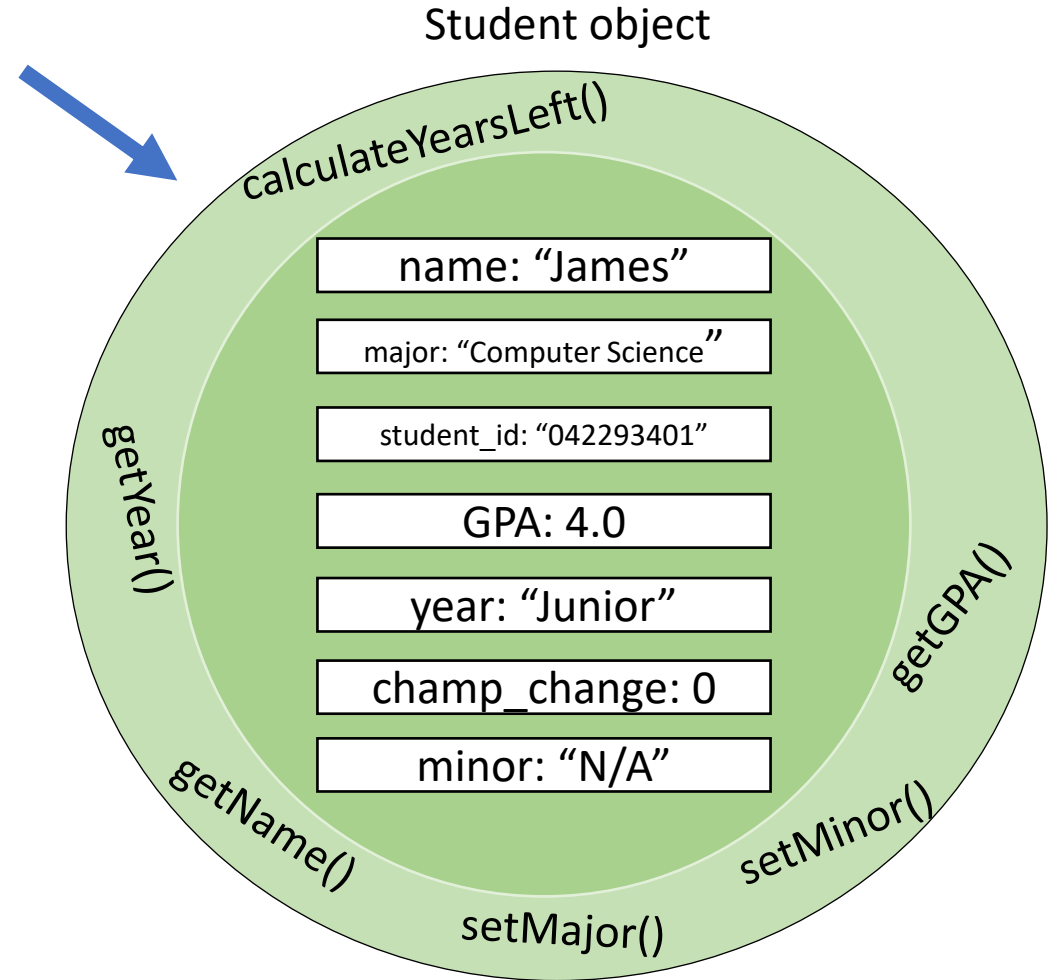 Student object
calculateYearsLeft()
name: “James”
major: “Computer Science”
student_id: “042293401”
GPA: 4.0
year: “Junior”
champ_change: 0
minor: “N/A”
getYear()
getGPA()
getName()
setMinor()
setMajor()